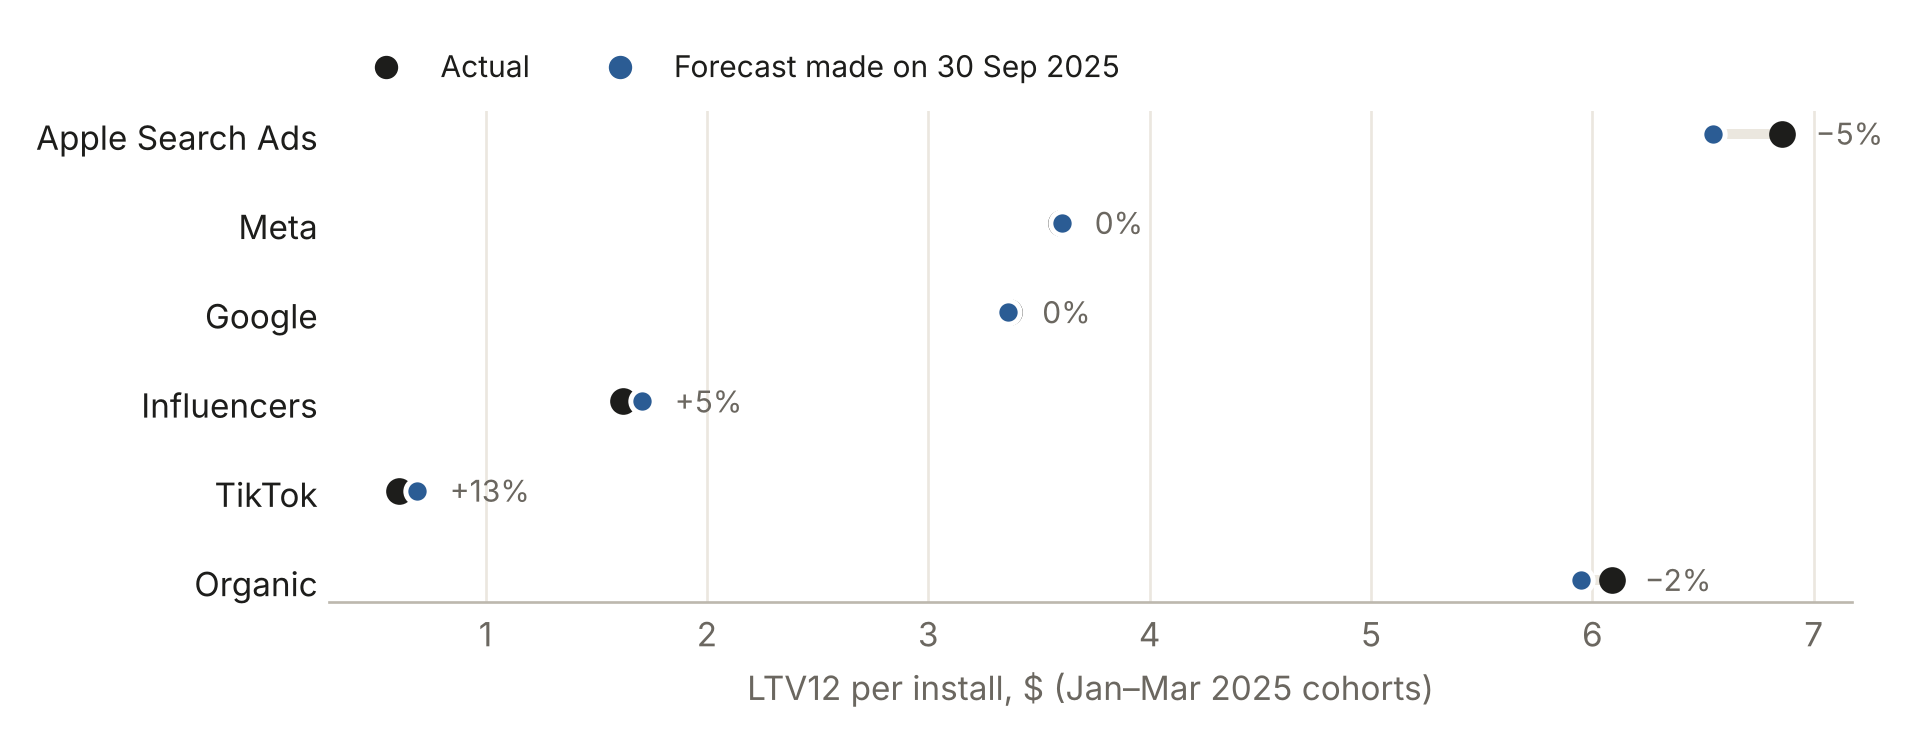 Actual Forecast made on 30 Sep 2025
Apple Search Ads −5%
Meta 0%
Google 0%
Influencers +5%
TikTok +13%
Organic −2%
1 2 3 4 5 6 7
LTV12 per install, $ (Jan–Mar 2025 cohorts)